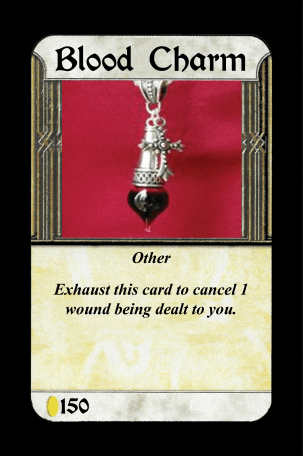 Blood Charm
Other
Exhaust this card to cancel 1
wound being dealt to you.
150